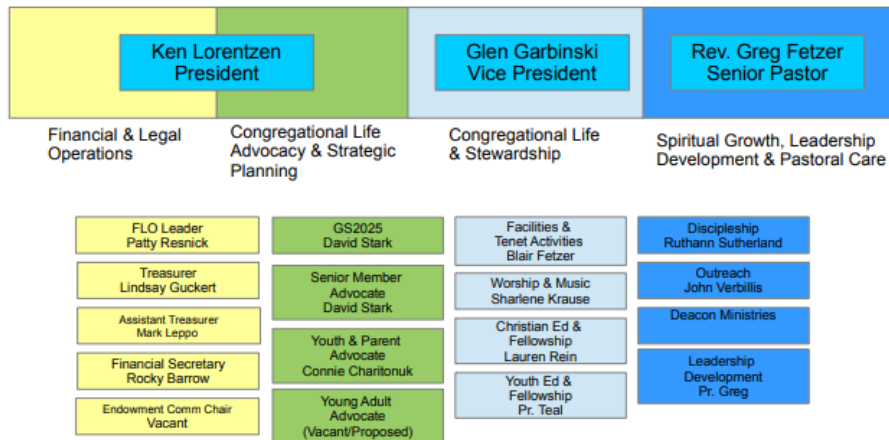 Ken Lorentzen
President
Glen Garbinski
Vice President
Rev. Greg Fetzer
Senior Pastor
Financial & Legal
Operations
Congregational Life
Advocacy & Strategic
Planning
Congregational Life
& Stewardship
Spiritual Growth, Leadership
Development & Pastoral Care
FLO Leader
Patty Resnick
Treasurer
Lindsay Guckert
Assistant Treasurer
Mark Leppo
Financial Secretary
Rocky Barrow
Endowment Comm Chair
Vacant
GS2025
David Stark
Senior Member
Advocate
David Stark
Youth & Parent
Advocate
Connie Charitonuk
Young Adult
Advocate
(Vacant/Proposed)
Facilities &
Tenet Activities
Blair Fetzer
Worship & Music
Sharlene Krause
Christian Ed &
Fellowship
Lauren Rein
Youth Ed &
Fellowship
Pr. Teal
Discipleship
Ruthann Sutherland
Outreach
John Verbillis
Deacon Ministries
Leadership
Development
Pr. Greg